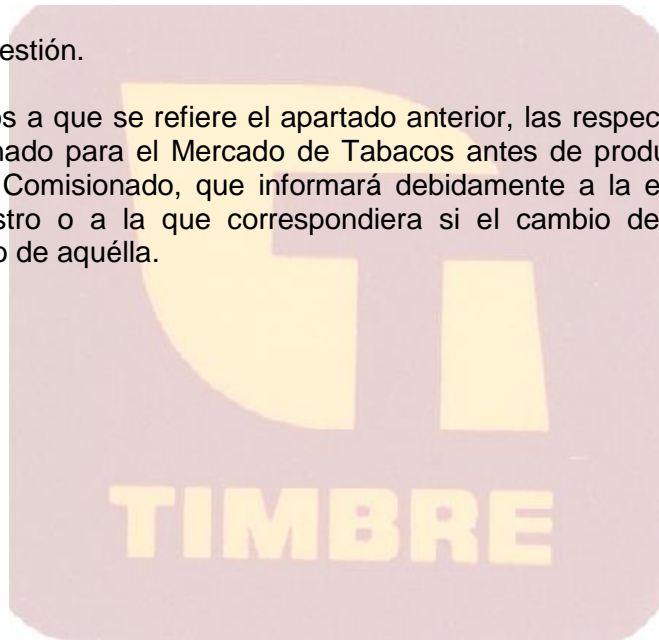 estión.
s a que se refiere el apartado anterior, las respec
nado para el Mercado de Tabacos antes de produ
Comisionado, que informará debidamente a la e
stro o a la que correspondiera si el cambio de
o de aquélla.
TIMBRE